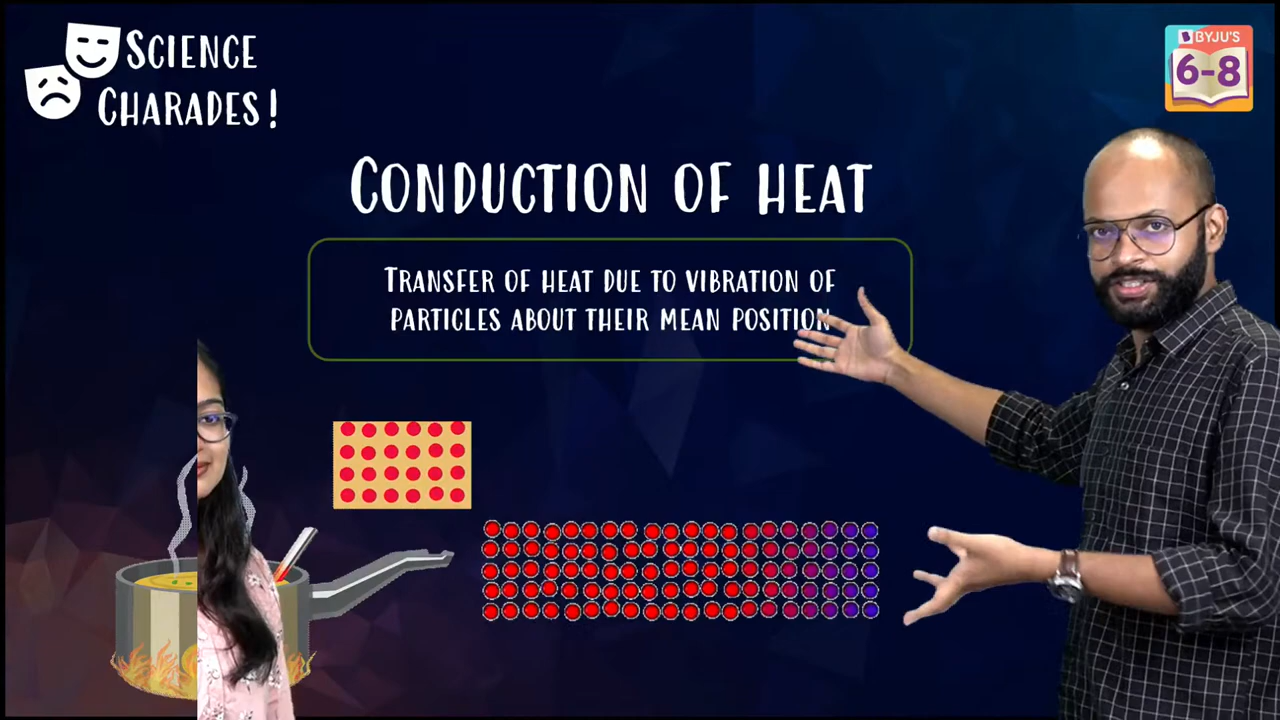 SCIENCE
CHARADES!
BYJU'S
6-8
CONDUCTION OF HEAT
TRANSFER OF HEAT DUE TO VIBRATION OF
PARTICLES ABOUT THEIR MEAN POSITION